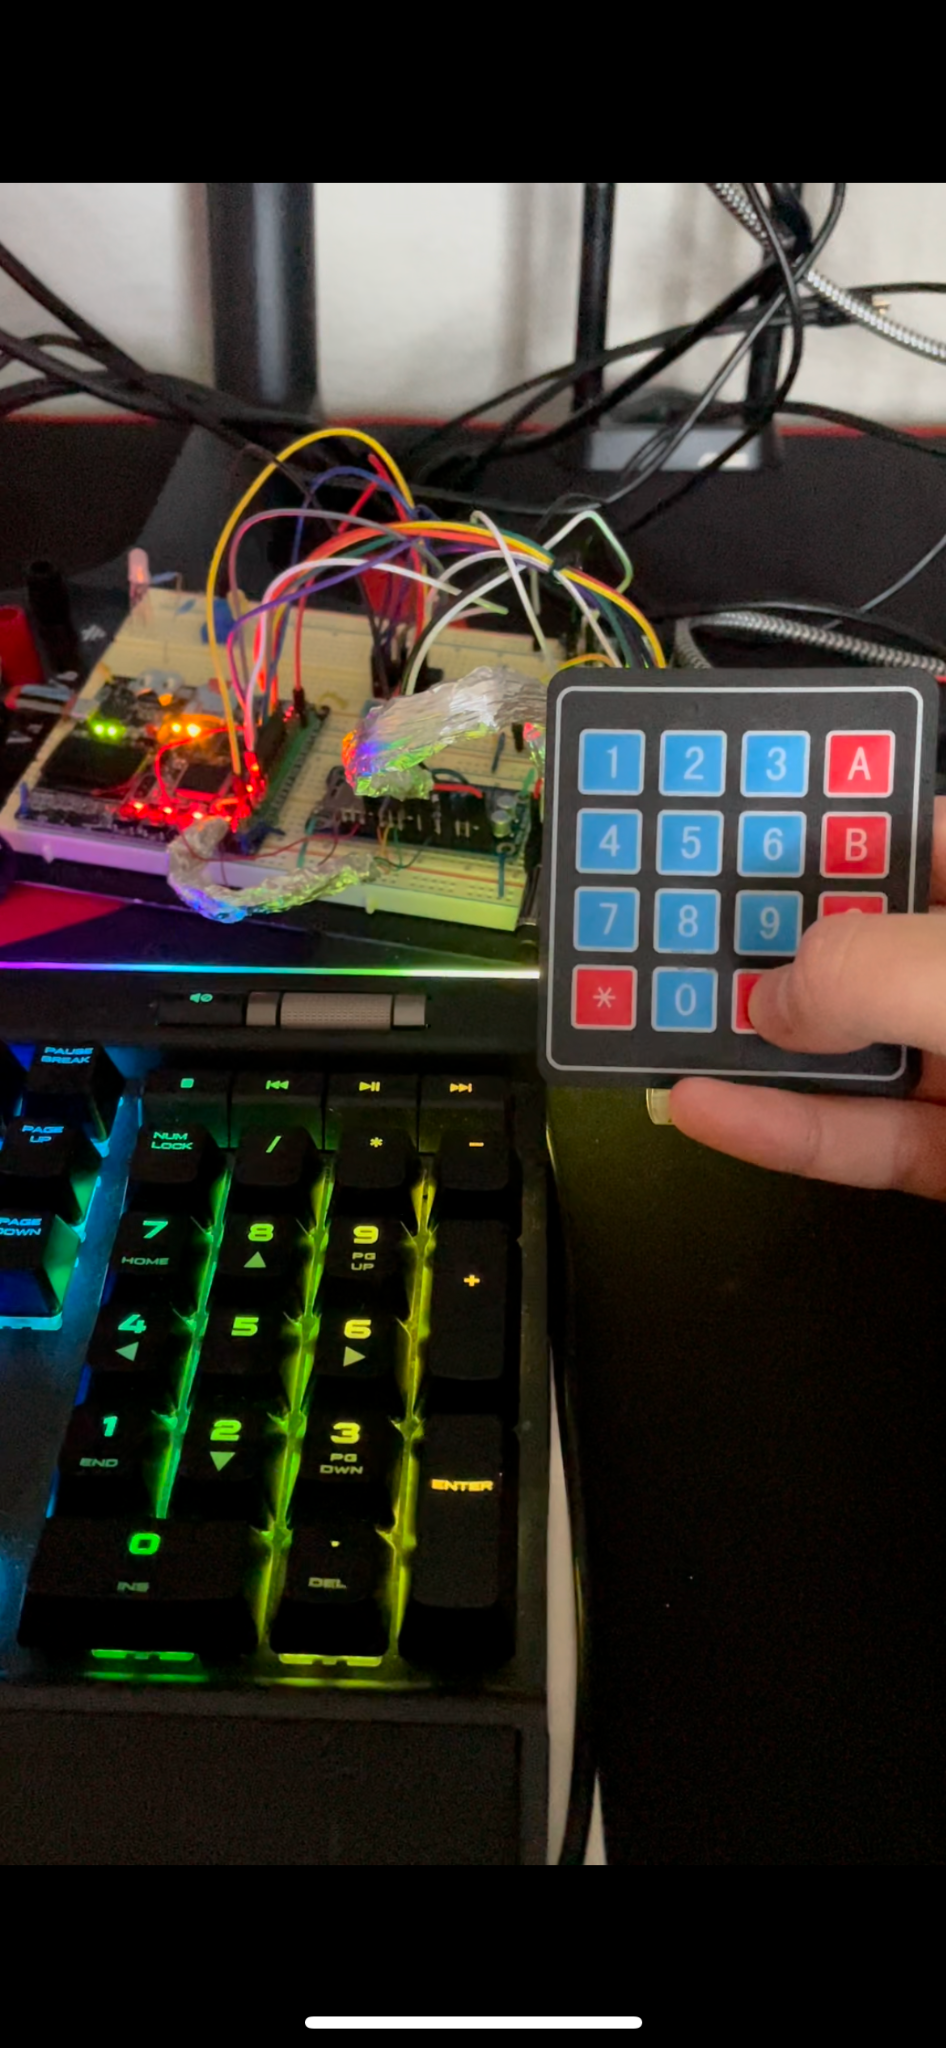 1 2 3 A
4 5 6 B
7 8 9
* 0
PAUSE
BREAK
PAGE
UP
PAGE
DOWN
NUM
LOCK
/
*
-
7
HOME
8
9
PG
UP
+
4
5
6
1
END
2
3
PG
DWN
ENTER
0
INS
.
DEL